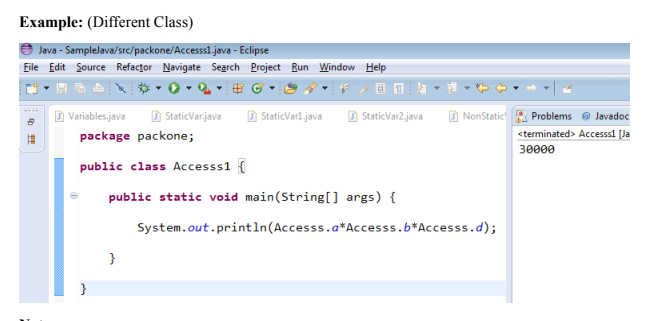 Example: (Different Class)
Java - SampleJava/src/packone/Accesss1.java - Eclipse
File Edit Source Refactor Navigate Search Project Run Window Help
Variables.java StaticVar.java StaticVar1.java StaticVar2.java NonStatic Problems @ Javadoc
<terminated> Accesss1 [Ja
30000
package packone;
public class Accesss1 {
public static void main(String[] args) {
System.out.println(Accesss.a*Accesss.b*Accesss.d);
}
}